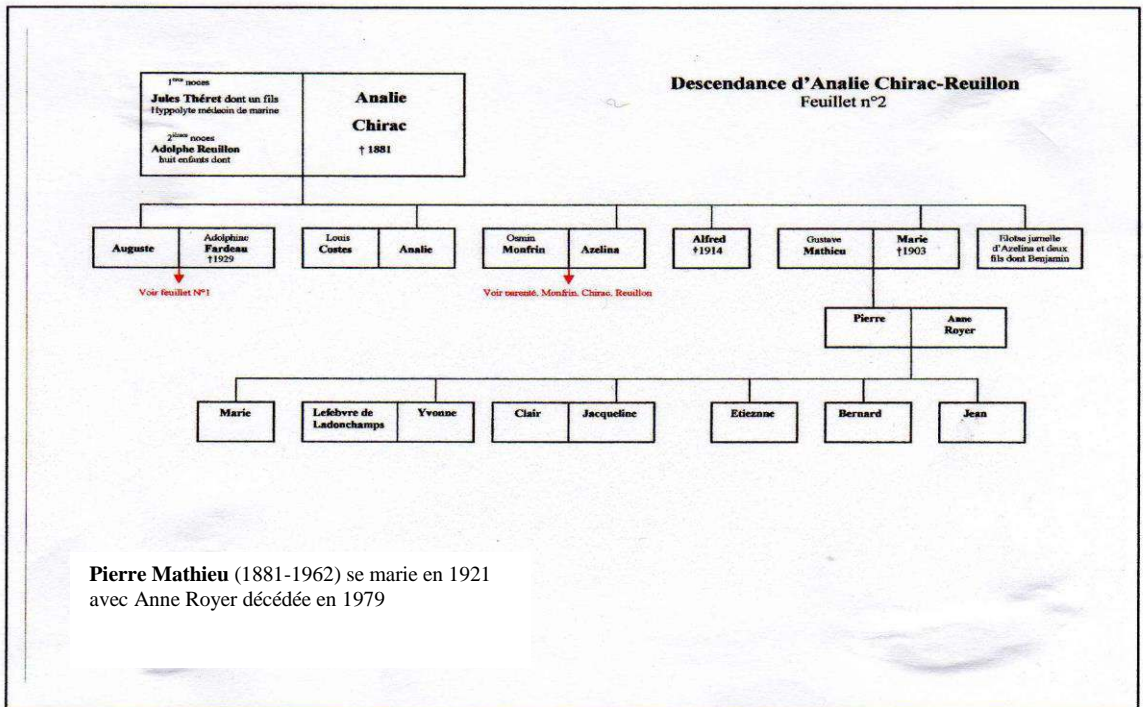 Descendance d'Analie Chirac-Reuillon
Feuillet n°2
1ères noces
Jules Théret dont un fils
Hyppolyte médecin de marine
2ièmes noces
Adolphe Reuillon
huit enfants dont
Analie
Chirac
† 1881
Auguste
Adolphine
Fardeau
†1929
Louis
Costes
Analie
Osmin
Monfrin
Azelina
Alfred
†1914
Gustave
Mathieu
Marie
†1903
Eloïse jumelle
d'Azelina et deux
fils dont Benjamin
Voir feuillet N°1
Voir parenté. Monfrin. Chirac. Reuillon
Pierre
Anne
Royer
Marie
Lefebvre de
Ladonchamps
Yvonne
Clair
Jacqueline
Etieznne
Bernard
Jean
Pierre Mathieu (1881-1962) se marie en 1921
avec Anne Royer décédée en 1979